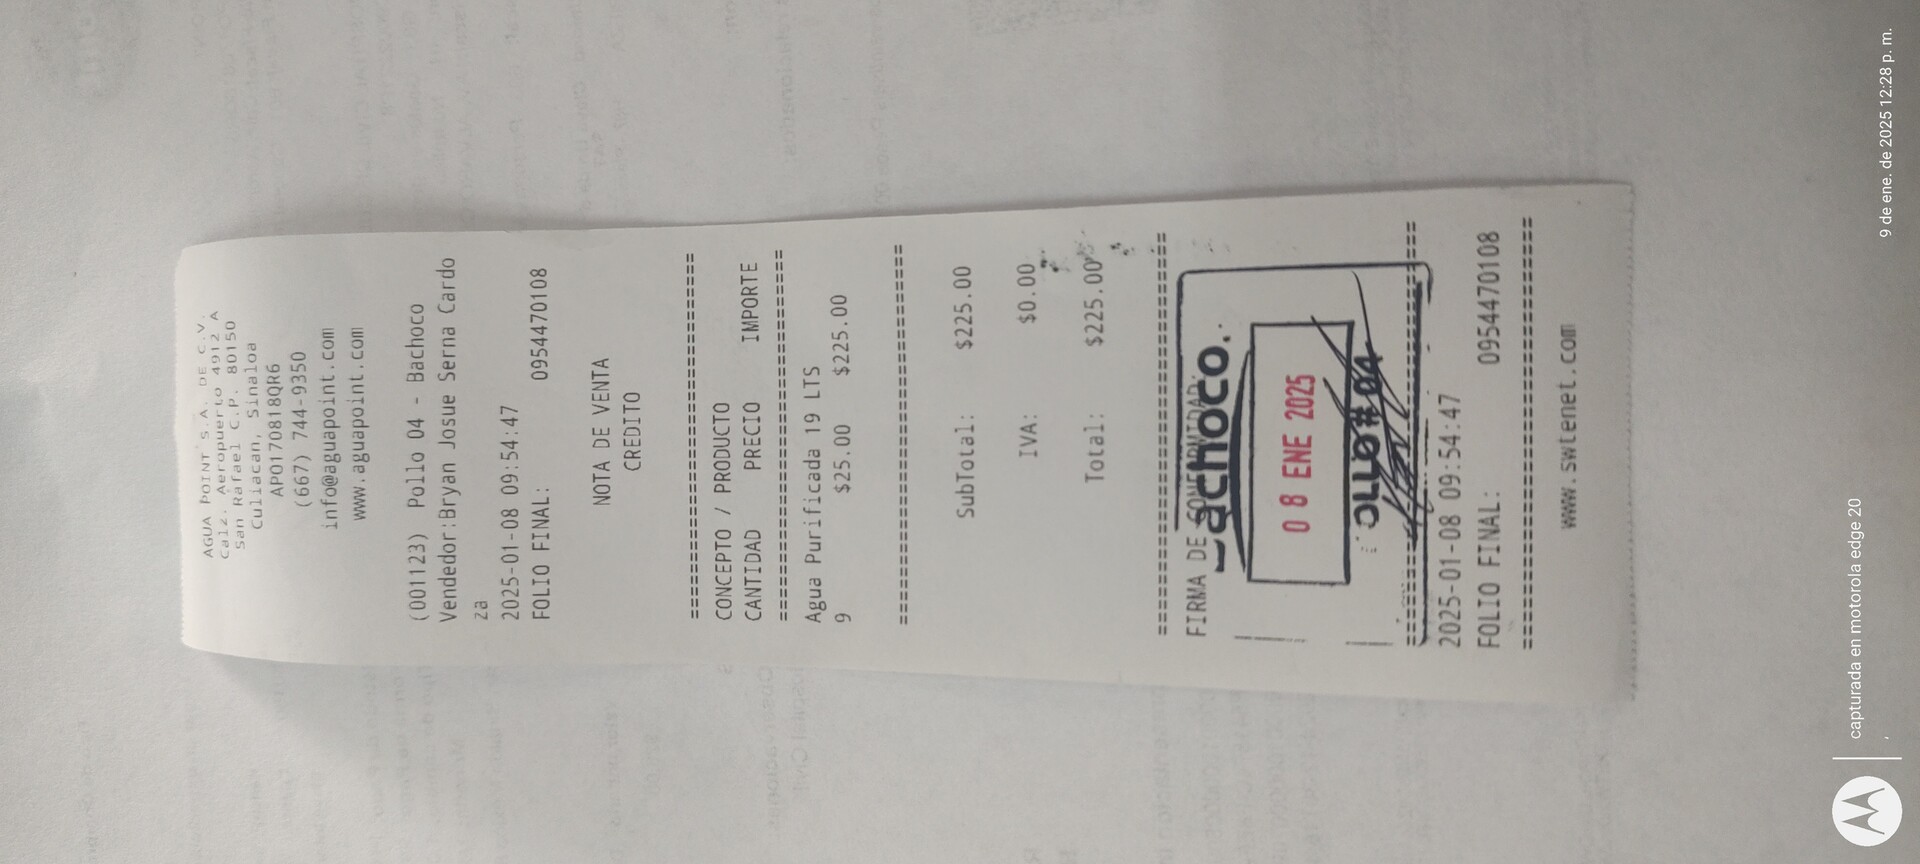 AGUA POINT S.A. DE C.V.
Calz. Aeropuerto 4912 A
San Rafael C.P. 80150
Culiacan, Sinaloa
APO170818QR6
(667) 744-9350
info@aguapoint.com
www.aguapoint.com
(001123) Pollo 04 - Bachoco
Vendedor:Bryan Josue Serna Cardo
za
2025-01-08 09:54:47
FOLIO FINAL: 0954470108
NOTA DE VENTA
CREDITO
================================
CONCEPTO / PRODUCTO
CANTIDAD PRECIO IMPORTE
================================
Agua Purificada 19 LTS
9 $25.00 $225.00
================================
SubTotal: $225.00
IVA: $0.00
Total: $225.00
================================
FIRMA DE CONFORMIDAD:
achoco.
08 ENE 2025
OLLO # 04
================================
2025-01-08 09:54:47
FOLIO FINAL: 0954470108
================================
www.swtenet.com
capturada en motorola edge 20
9 de ene. de 2025 12:28 p. m.